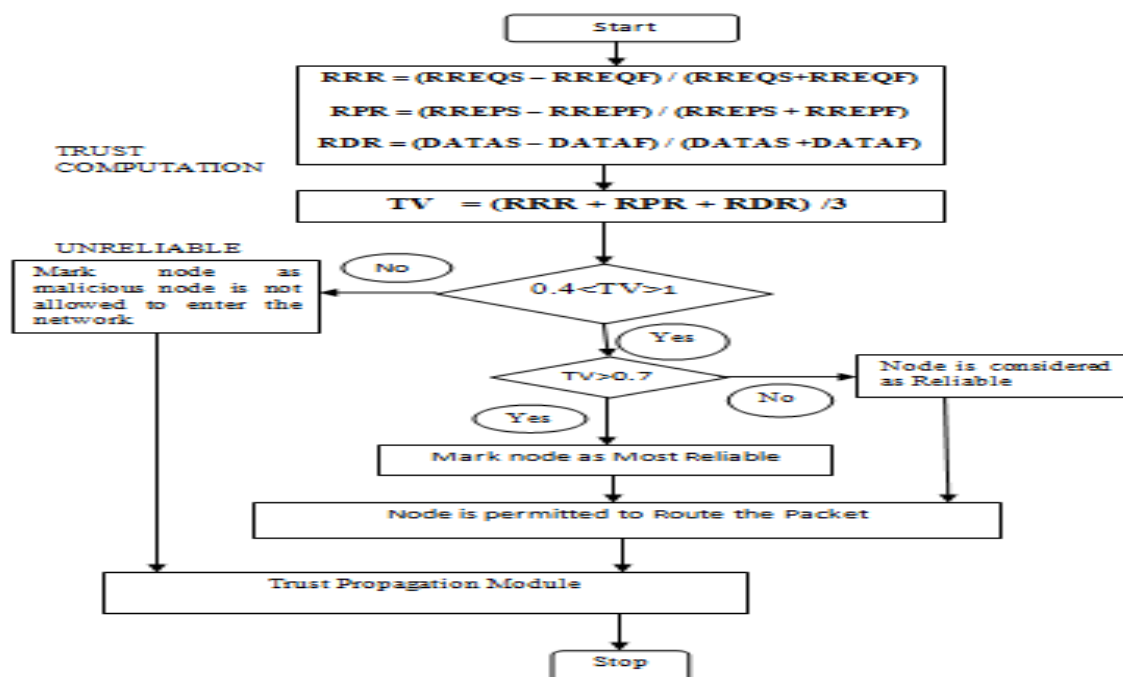 Start
RRR = (RREQS – RREQF) / (RREQS+RREQF)
RPR = (RREPS – RREPF) / (RREPS + RREPF)
RDR = (DATAS – DATAF) / (DATAS +DATAF)
TRUST
COMPUTATION
TV = (RRR + RPR + RDR) /3
UNRELIABLE
Mark node as
malicious node is not
allowed to enter the
network
No
0.4<TV>1
Yes
TV>0.7
Node is considered
as Reliable
No
Yes
Mark node as Most Reliable
Node is permitted to Route the Packet
Trust Propagation Module
Stop